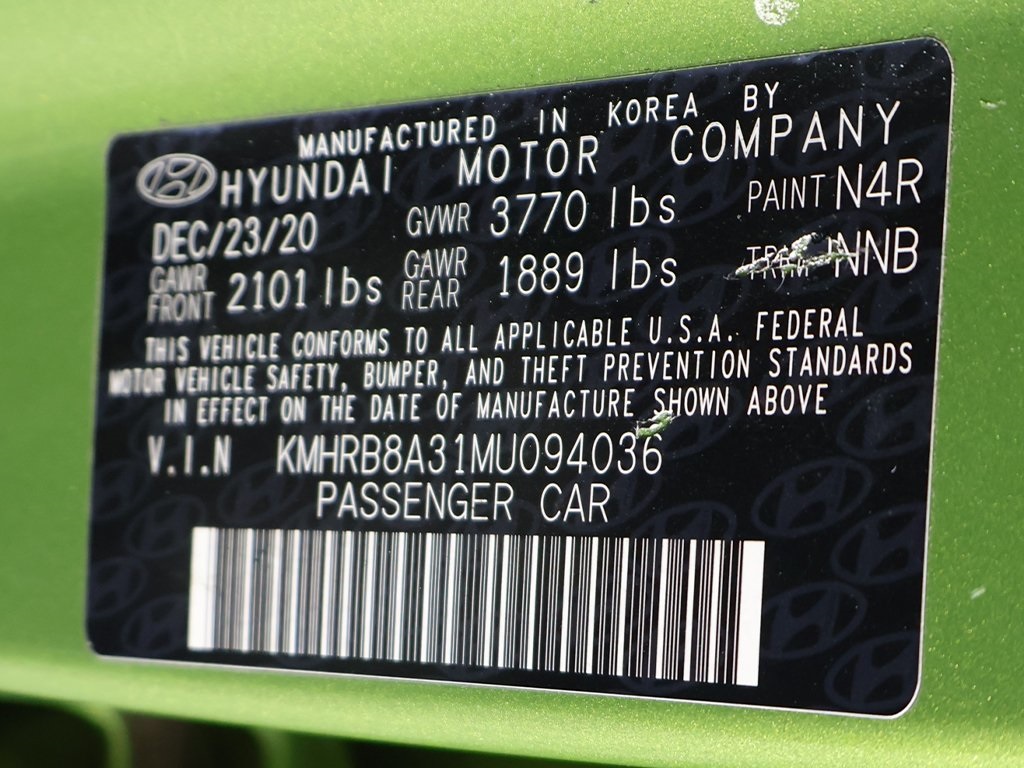 MANUFACTURED IN KOREA BY
HYUNDAI MOTOR COMPANY
DEC/23/20 GVWR 3770 lbs PAINT N4R
GAWR FRONT 2101 lbs GAWR REAR 1889 lbs NNB
THIS VEHICLE CONFORMS TO ALL APPLICABLE U.S.A. FEDERAL
MOTOR VEHICLE SAFETY, BUMPER, AND THEFT PREVENTION STANDARDS
IN EFFECT ON THE DATE OF MANUFACTURE SHOWN ABOVE
V.I.N KMHRB8A31MU094036
PASSENGER CAR